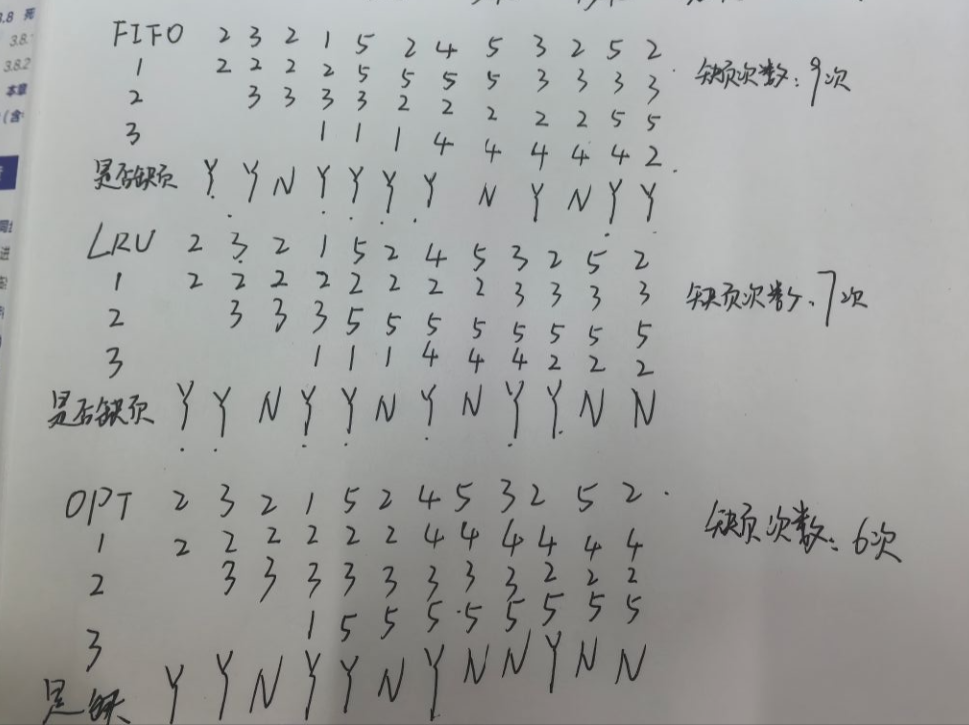 3.8 死
3.8.
3.8.2
本章
(含
FIFO 2 3 2 1 5 2 4 5 3 2 5 2
1 2 2 2 2 5 5 5 5 3 3 3 3
缺页次数：9次
2 3 3 3 3 2 2 2 2 2 5 5
3 1 1 1 4 4 4 4 4 2
是否缺页 Y Y N Y Y Y Y N Y N Y Y
LRU 2 3 2 1 5 2 4 5 3 2 5 2
1 2 2 2 2 2 2 2 2 3 3 3 3
缺页次数：7次
2 3 3 3 5 5 5 5 5 5 5 5
3 1 1 1 4 4 4 2 2 2
是否缺页 Y Y N Y Y N Y N Y Y N N
OPT 2 3 2 1 5 2 4 5 3 2 5 2
缺页次数：6次
1 2 2 2 2 2 2 4 4 4 4 4 4
2 3 3 3 3 3 3 3 3 2 2 2
3 1 5 5 5 5 5 5 5 5
是缺 Y Y N Y Y N Y N N Y N N